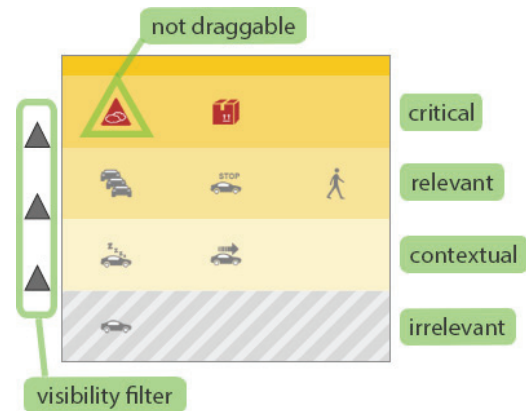 not draggable
critical
STOP
relevant
contextual
irrelevant
visibility filter